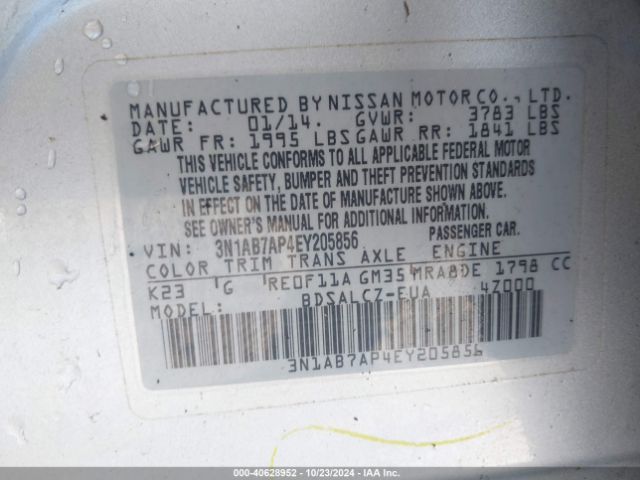 MANUFACTURED BY NISSAN MOTOR CO., LTD.
DATE: 01/14. GVWR: 3783 LBS
GAWR FR: 1995 LBS GAWR RR: 1841 LBS
THIS VEHICLE CONFORMS TO ALL APPLICABLE FEDERAL MOTOR
VEHICLE SAFETY, BUMPER AND THEFT PREVENTION STANDARDS
IN EFFECT ON THE DATE OF MANUFACTURE SHOWN ABOVE.
SEE OWNER'S MANUAL FOR ADDITIONAL INFORMATION.
VIN: 3N1AB7AP4EY205856 PASSENGER CAR.
COLOR TRIM TRANS AXLE ENGINE
K23 G RE0F11A GM35 MRA8DE 1798 CC
MODEL: BDSALCZ-EUA 4Z000
3N1AB7AP4EY205856
000-40628952 | 10/23/2024 | IAA Inc.